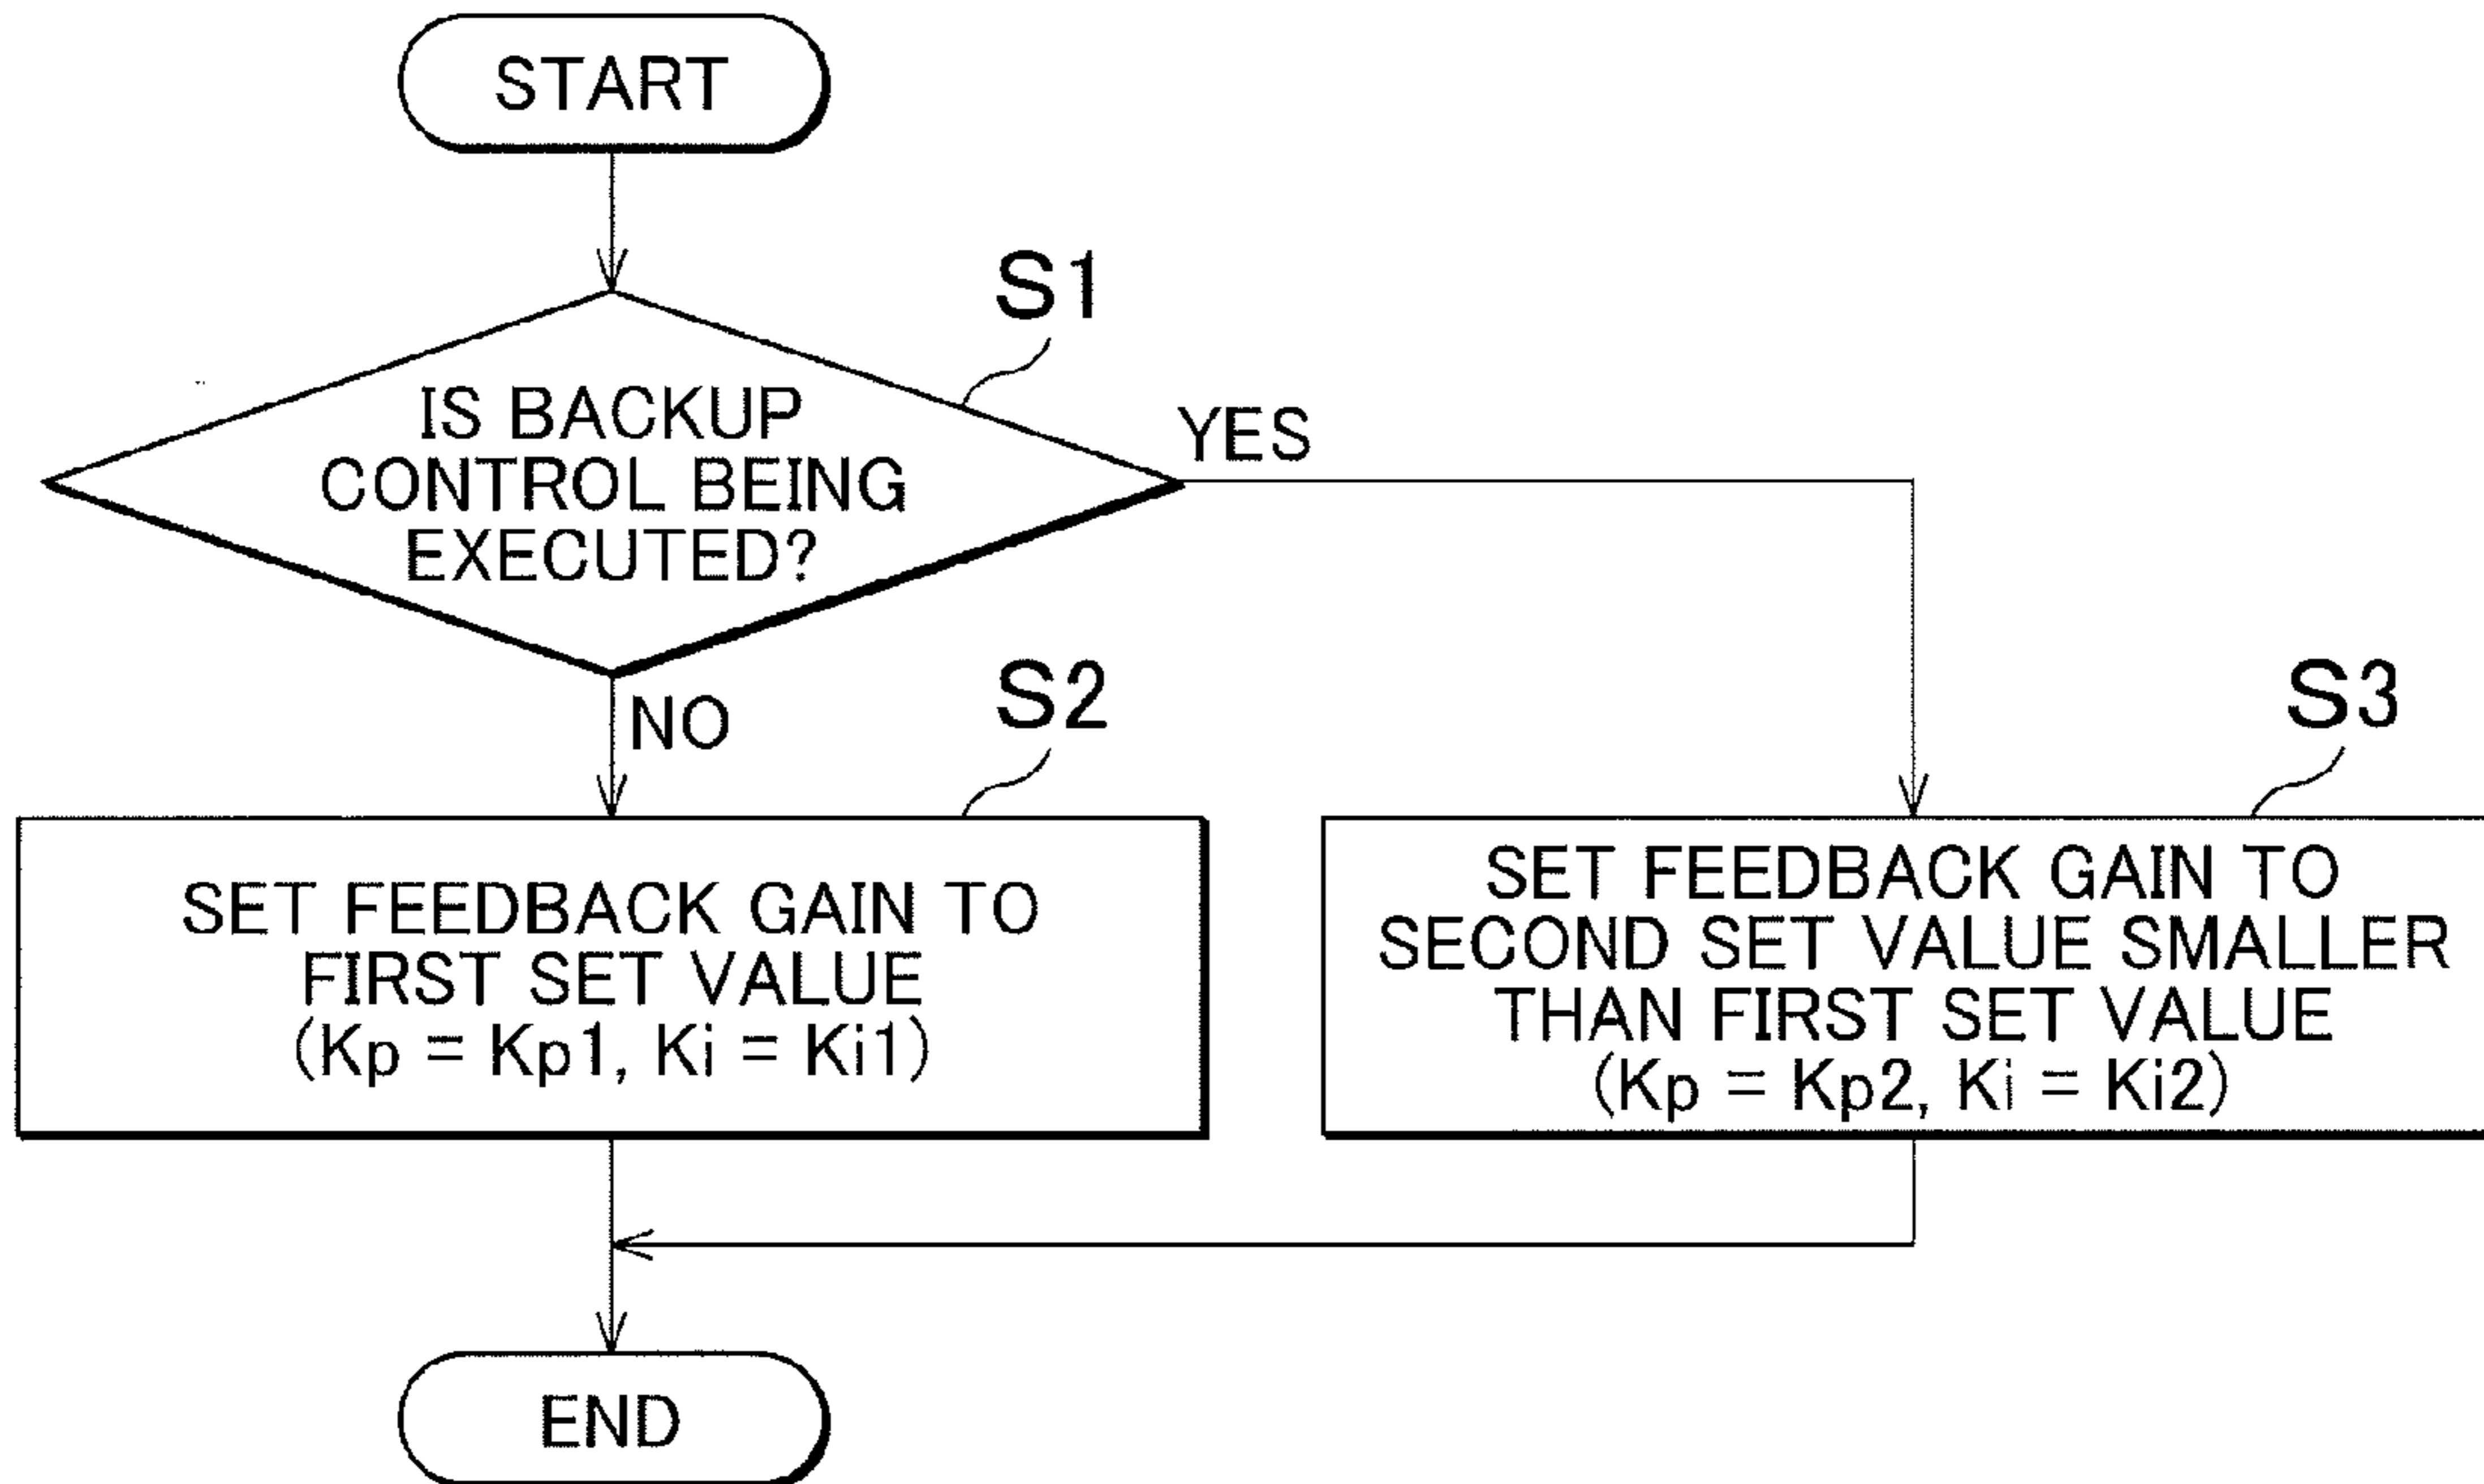 START
S1
IS BACKUP
CONTROL BEING
EXECUTED?
YES
NO
S2
SET FEEDBACK GAIN TO
FIRST SET VALUE
(Kp = Kp1, Ki = Ki1)
S3
SET FEEDBACK GAIN TO
SECOND SET VALUE SMALLER
THAN FIRST SET VALUE
(Kp = Kp2, Ki = Ki2)
END